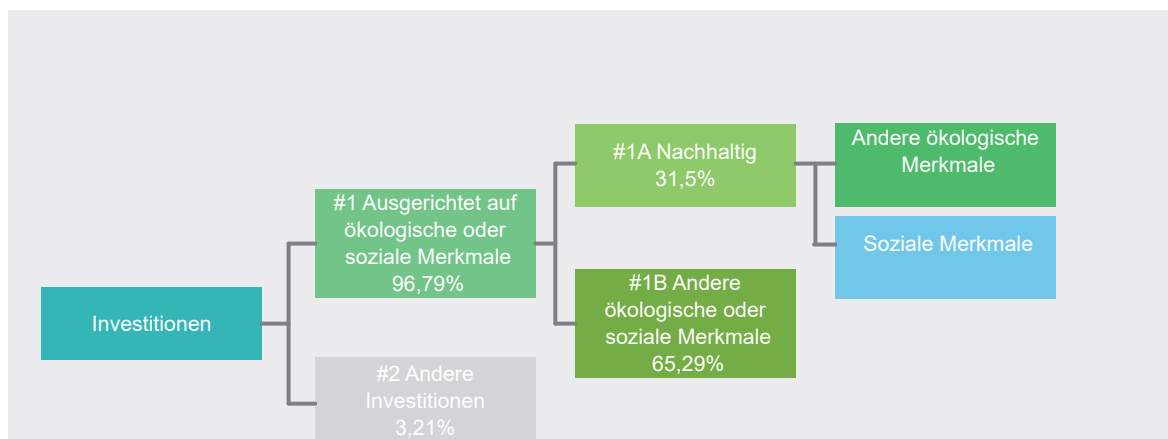 Investitionen
#1 Ausgerichtet auf
ökologische oder
soziale Merkmale
96,79%
#2 Andere
Investitionen
3,21%
#1A Nachhaltig
31,5%
#1B Andere
ökologische oder
soziale Merkmale
65,29%
Andere ökologische
Merkmale
Soziale Merkmale